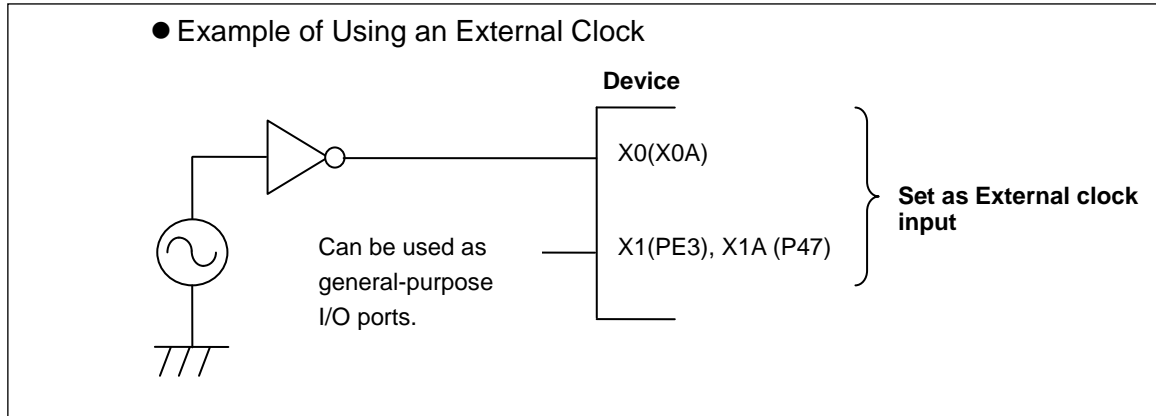 ● Example of Using an External Clock
Device
X0(X0A)
Set as External clock
input
Can be used as
general-purpose
I/O ports.
X1(PE3), X1A (P47)